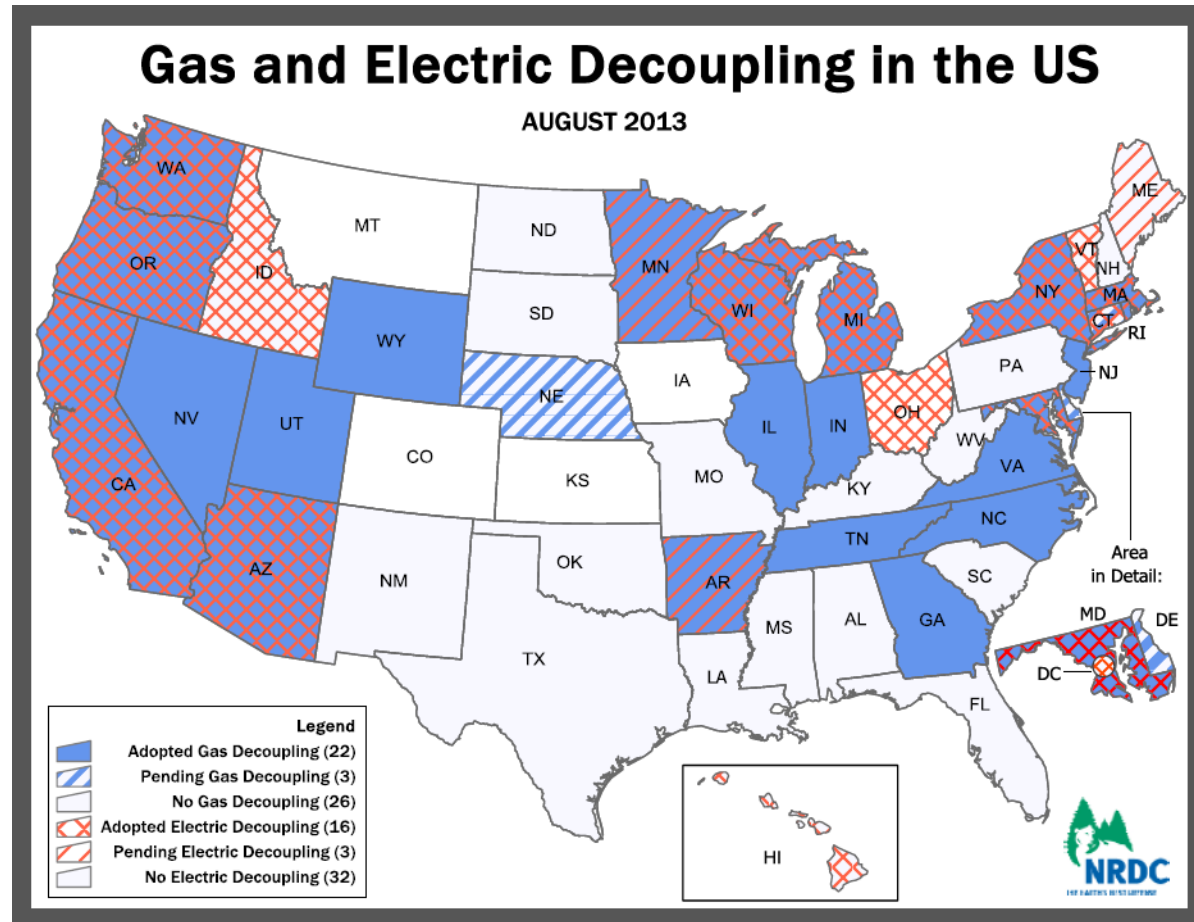 Gas and Electric Decoupling in the US
AUGUST 2013
WA
OR
CA
ID
NV
MT
WY
UT
AZ
CO
NM
ND
SD
NE
KS
OK
TX
MN
IA
MO
AR
LA
WI
MI
IL
IN
OH
KY
TN
MS
AL
GA
FL
SC
NC
VA
WV
PA
NY
VT
NH
ME
MA
CT
RI
NJ
Area
in Detail:
MD
DE
DC
HI
Legend
Adopted Gas Decoupling (22)
Pending Gas Decoupling (3)
No Gas Decoupling (26)
Adopted Electric Decoupling (16)
Pending Electric Decoupling (3)
No Electric Decoupling (32)
NRDC
THE EARTH'S BEST DEFENSE